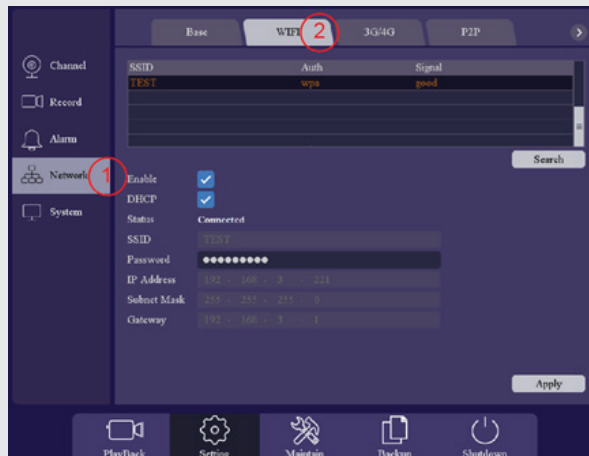 Base WIFI 2 3G/4G P2P >
Channel
Record
Alarm
Network 1
System
SSID Auth Signal
TEST wpa good
Search
Enable
DHCP
Status Connected
SSID TEST
Password ●●●●●●●●●
IP Address 192 - 168 - 3 - 221
Subnet Mask 255 - 255 - 255 - 0
Gateway 192 - 168 - 3 - 1
Apply
PlayBack Setting Maintain Backup Shutdown